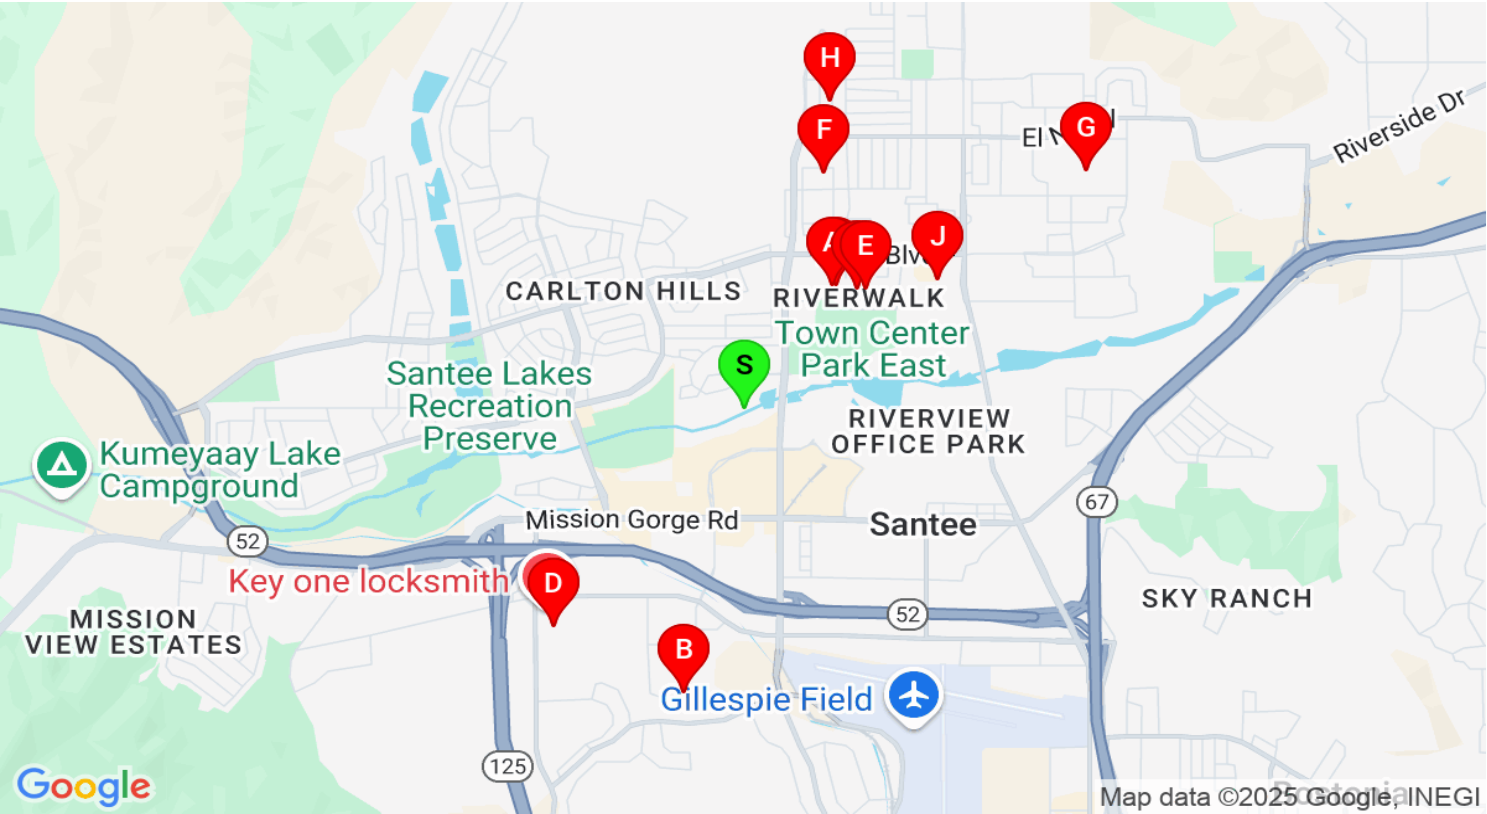 H
F
G
El
Riverside Dr
A
E
J
Blv
CARLTON HILLS
RIVERWALK
Town Center
Park East
S
Santee Lakes
Recreation
Preserve
RIVERVIEW
OFFICE PARK
Kumeyaay Lake
Campground
67
Mission Gorge Rd
Santee
52
Key one locksmith
D
SKY RANCH
52
MISSION
VIEW ESTATES
B
Gillespie Field
125
Google
Map data ©2025 Google, INEGI